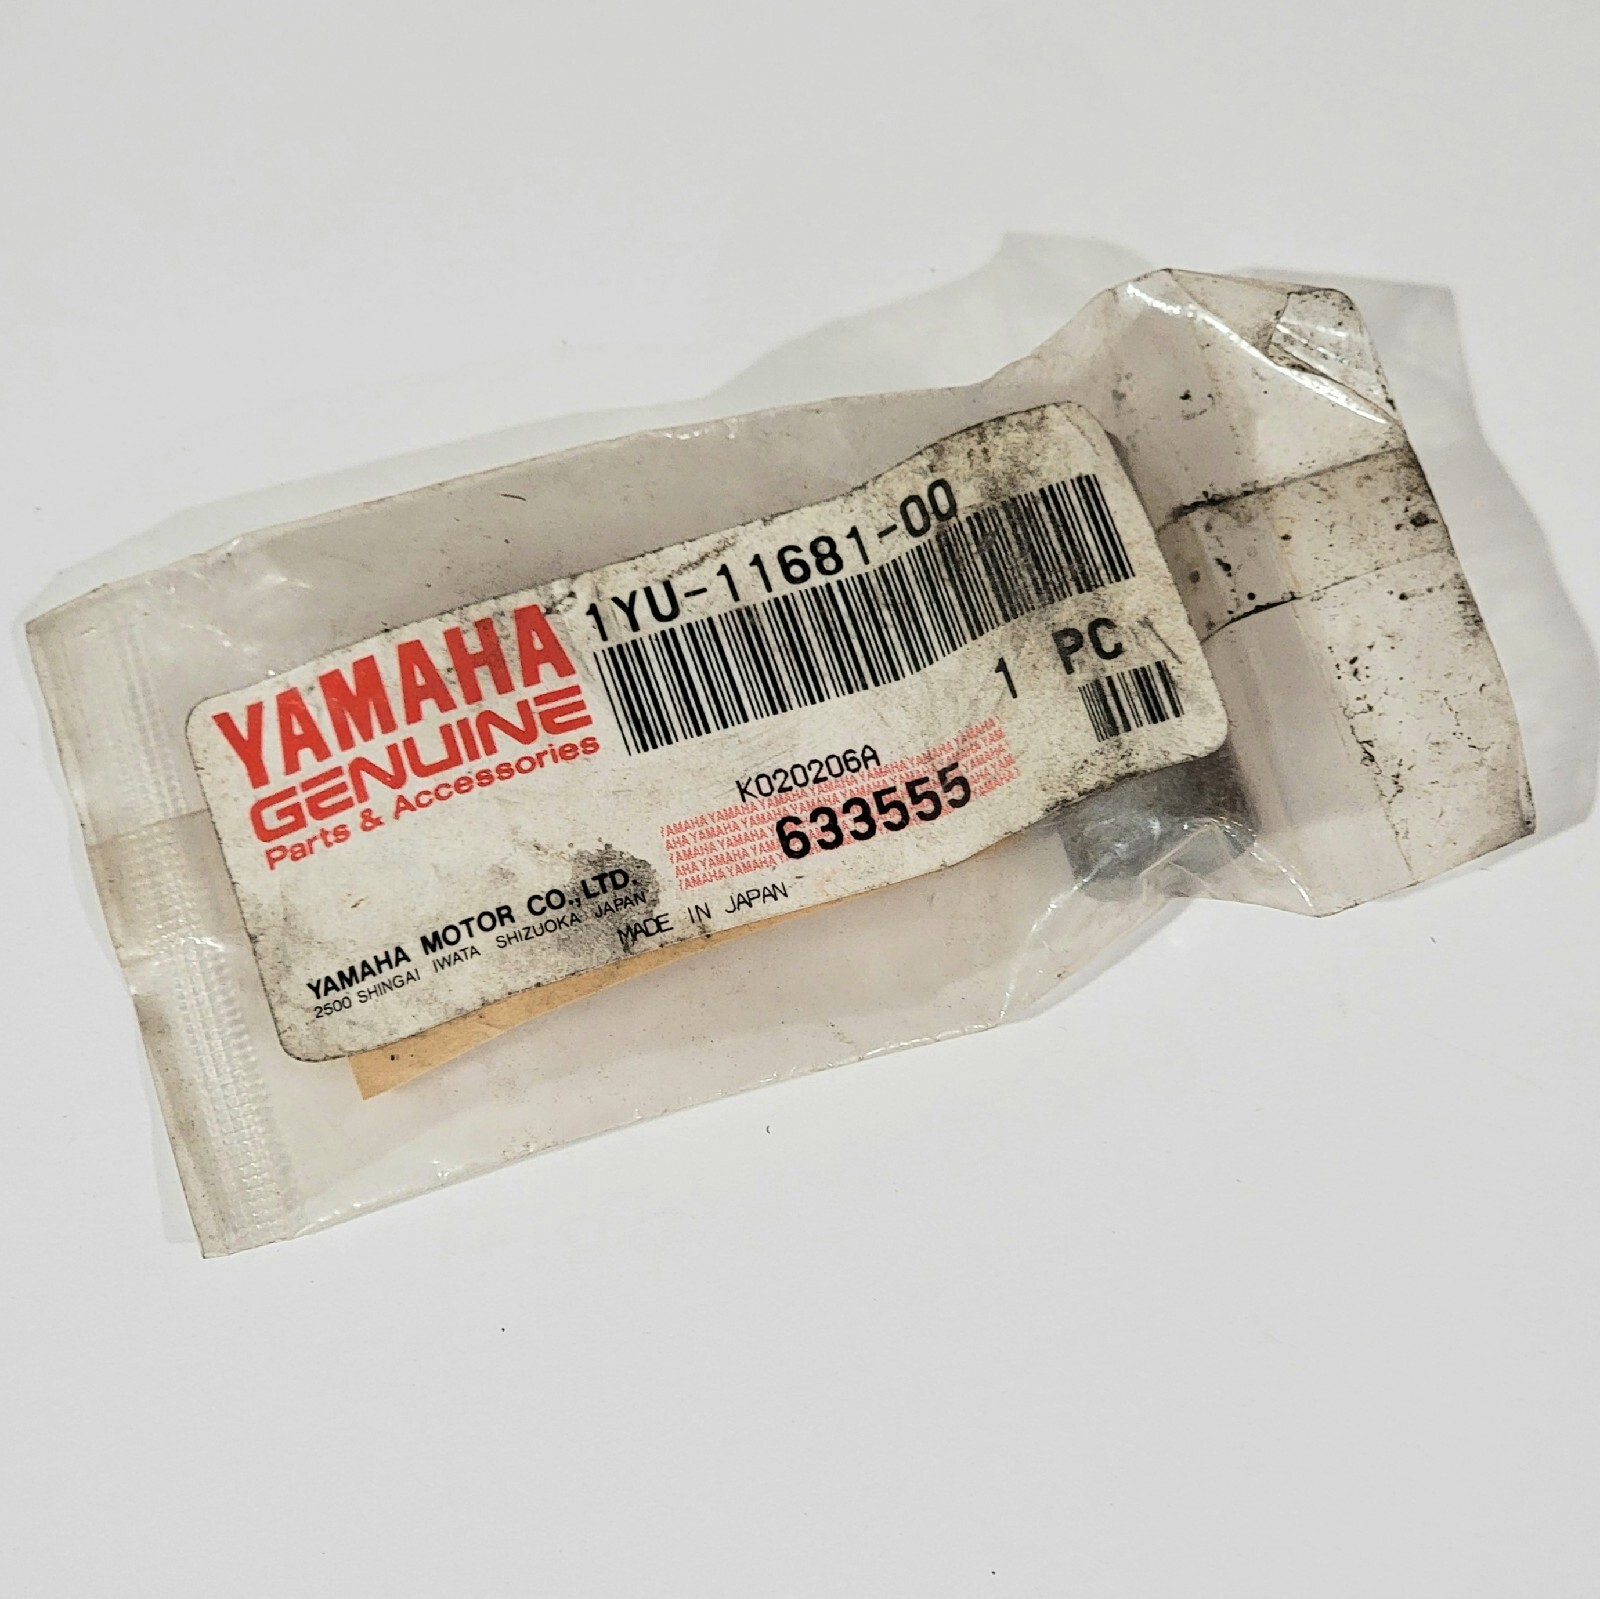 1YU-11681-00
YAMAHA
GENUINE
Parts & Accessories
1 PC
K020206A
633555
YAMAHA MOTOR CO.,LTD.
2500 SHINGAI IWATA SHIZUOKA JAPAN
MADE IN JAPAN